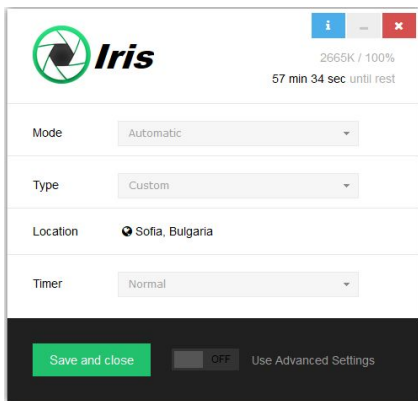 Iris
i
2665K / 100%
57 min 34 sec until rest
Mode Automatic
Type Custom
Location Sofia, Bulgaria
Timer Normal
Save and close OFF Use Advanced Settings